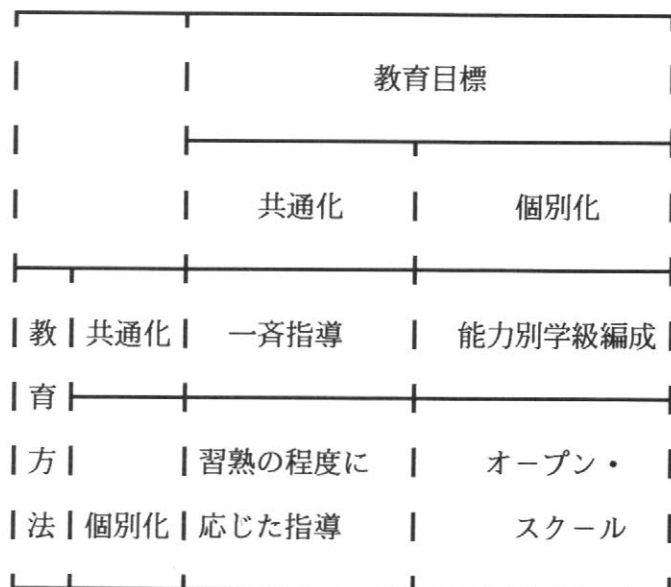 教育目標
共通化 個別化
教 共通化 一斉指導 能力別学級編成
育
方 習熟の程度に オープン・
法 個別化 応じた指導 スクール